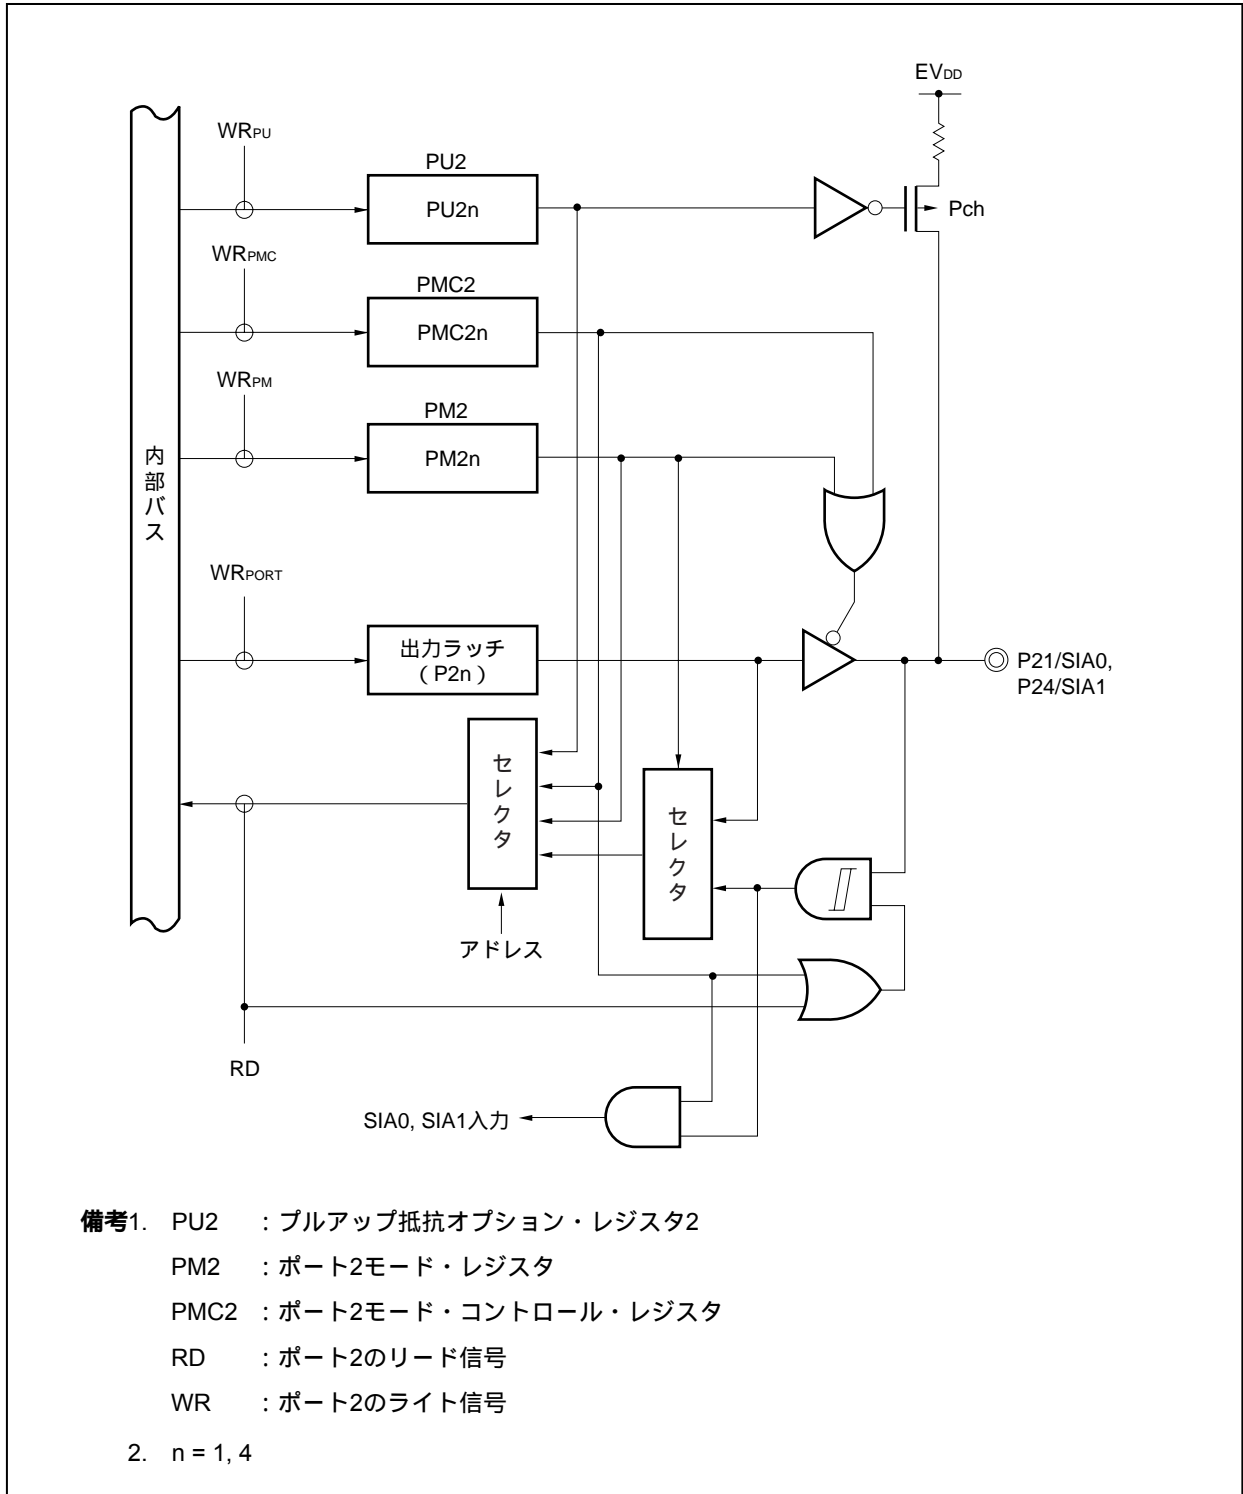 EVDD
WRPU
PU2
PU2n
Pch
WRPMC
PMC2
PMC2n
WRPM
PM2
PM2n
内部バス
WRPORT
出力ラッチ
（P2n）
P21/SIA0,
P24/SIA1
セレクタ
セレクタ
アドレス
RD
SIA0, SIA1入力
備考1. PU2 ：プルアップ抵抗オプション・レジスタ2
PM2 ：ポート2モード・レジスタ
PMC2 ：ポート2モード・コントロール・レジスタ
RD ：ポート2のリード信号
WR ：ポート2のライト信号
2. n = 1, 4